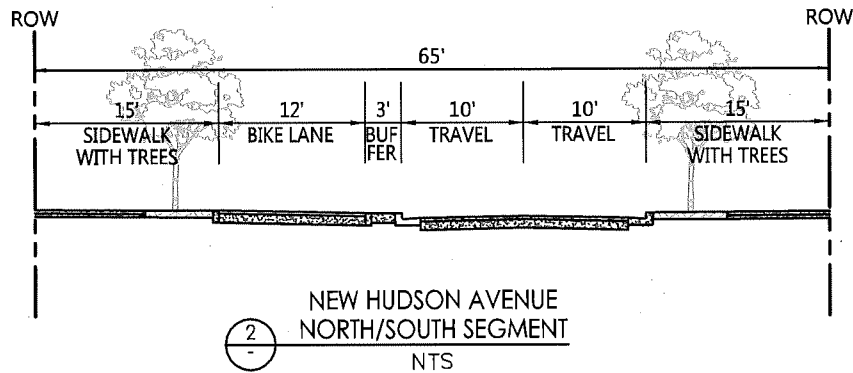 ROW
ROW
65'
15'
12'
3'
10'
10'
15'
SIDEWALK
WITH TREES
BIKE LANE
BUF
FER
TRAVEL
TRAVEL
SIDEWALK
WITH TREES
NEW HUDSON AVENUE
NORTH/SOUTH SEGMENT
2
-
NTS